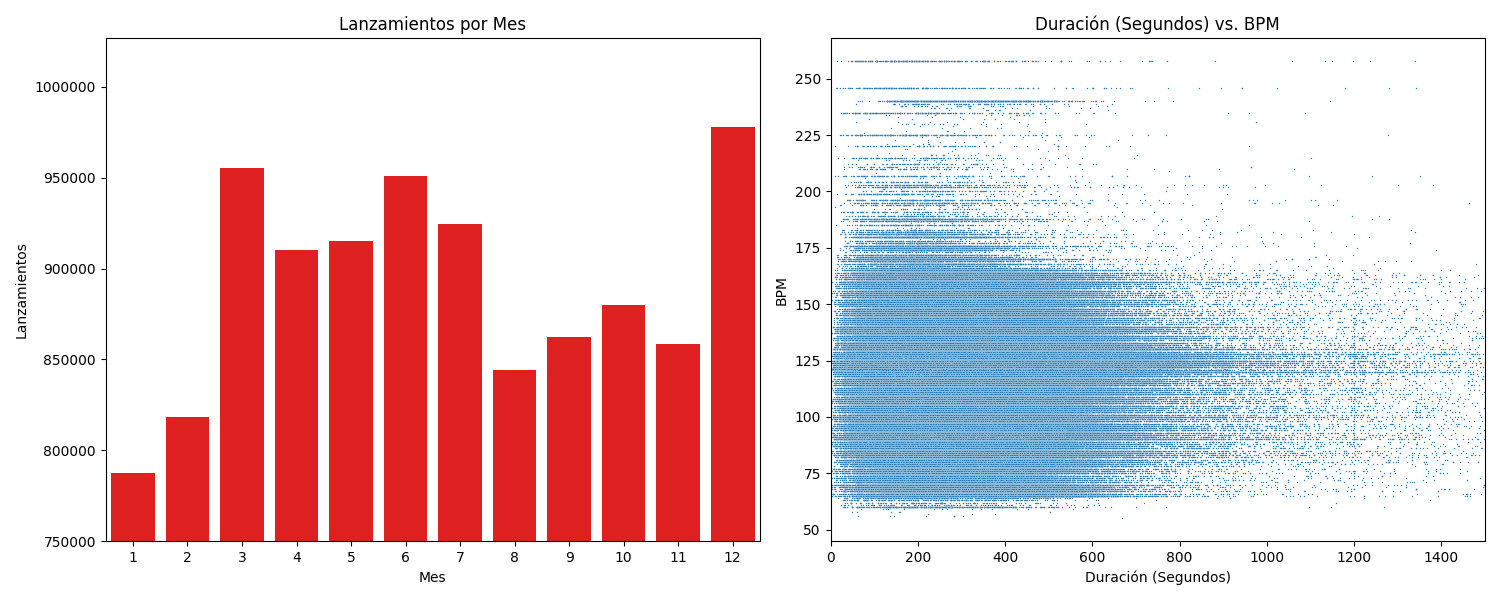 Lanzamientos por Mes
1000000
950000
900000
850000
800000
750000
Lanzamientos
1 2 3 4 5 6 7 8 9 10 11 12
Mes
Duración (Segundos) vs. BPM
250
225
200
175
150
125
100
75
50
BPM
0 200 400 600 800 1000 1200 1400
Duración (Segundos)